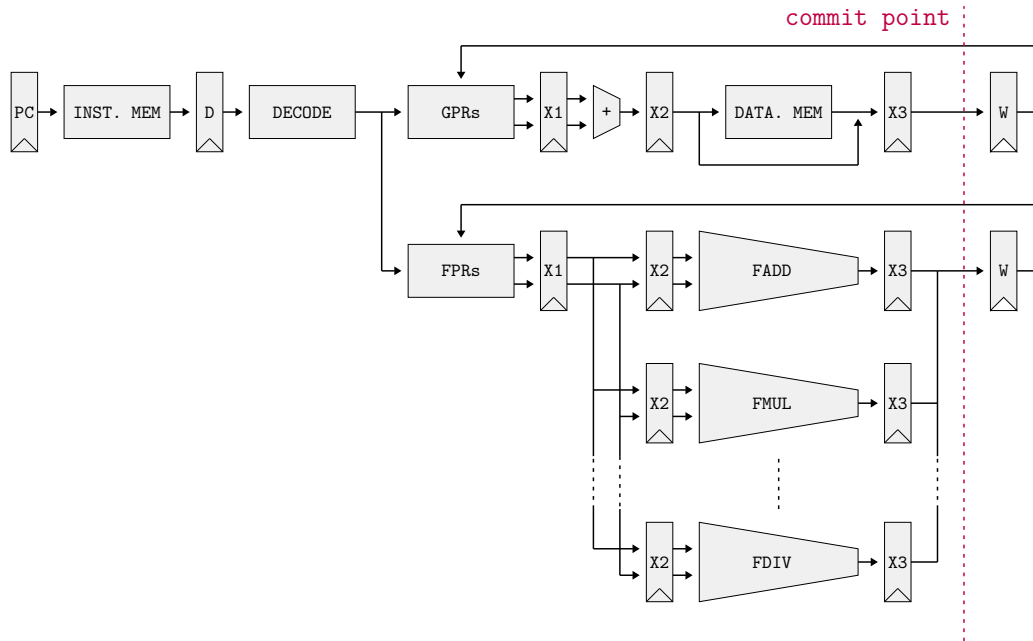 commit point
PC
INST. MEM
D
DECODE
GPRs
X1
+
X2
DATA. MEM
X3
W
FPRs
X1
X2
FADD
X3
W
X2
FMUL
X3
X2
FDIV
X3